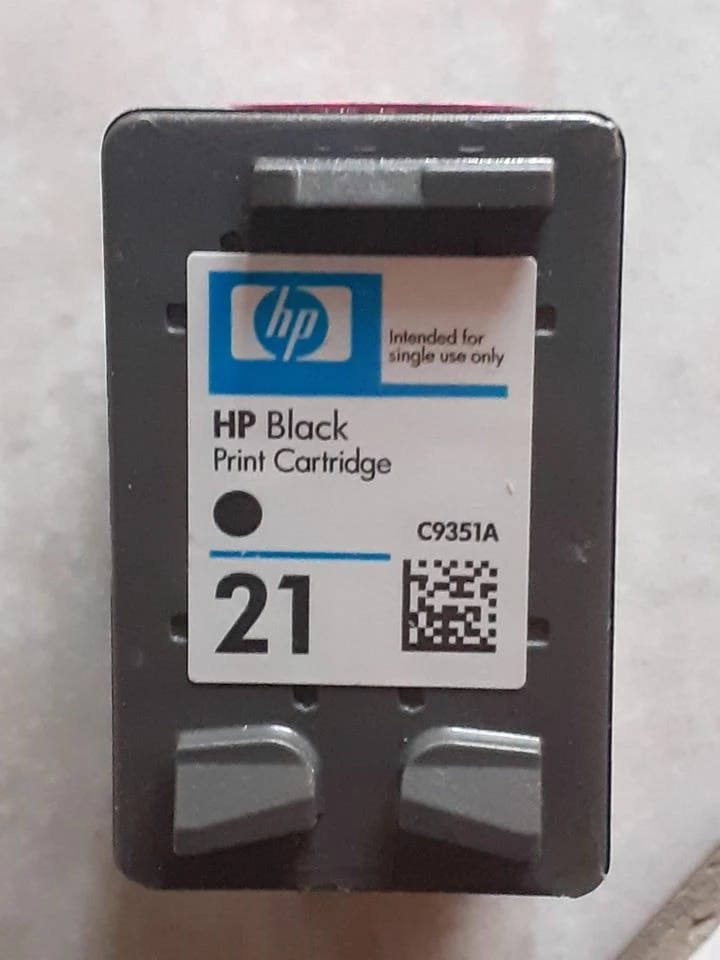 hp
Intended for
single use only
HP Black
Print Cartridge
C9351A
21